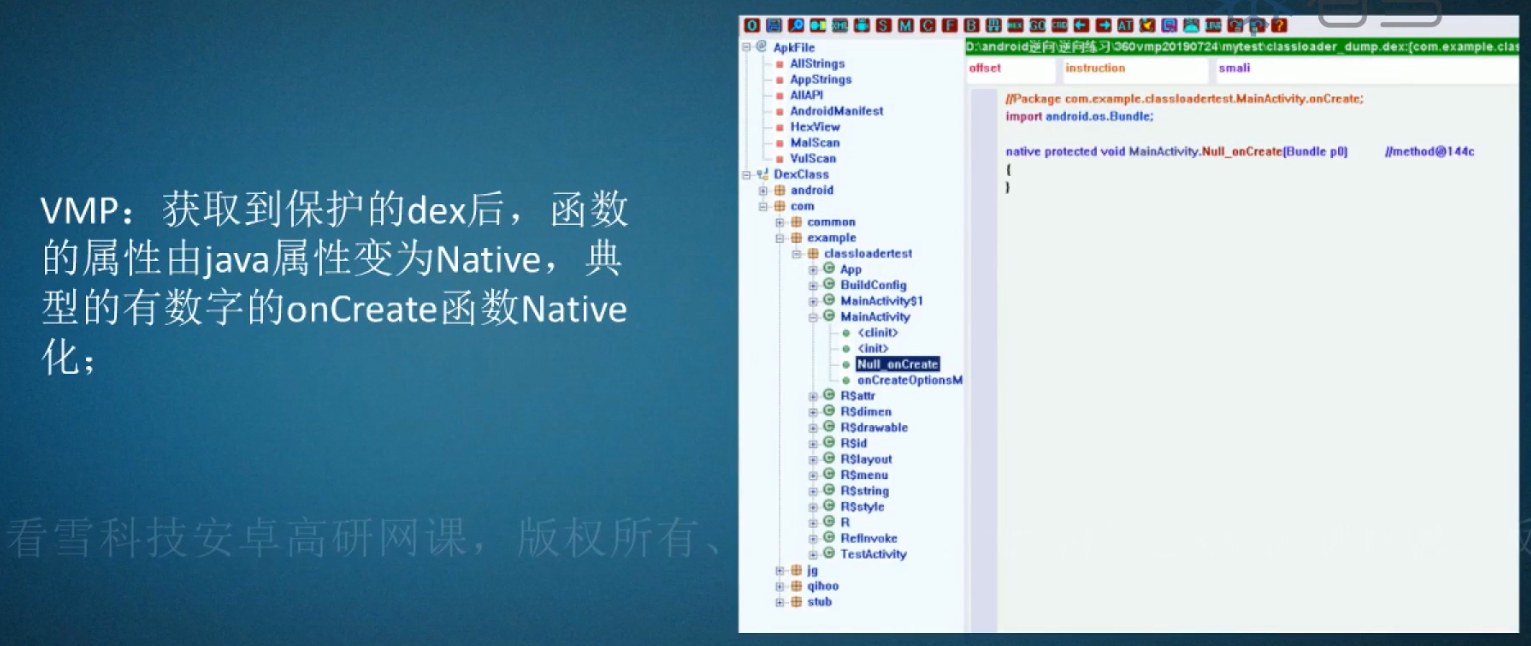 看雪
VMP：获取到保护的dex后，函数
的属性由java属性变为Native，典
型的有数字的onCreate函数Native
化；
看雪科技安卓高研网课，版权所有、
ApkFile
AllStrings
AppStrings
AllAPI
AndroidManifest
HexView
MalScan
VulScan
DexClass
android
com
common
example
classloadertest
App
BuildConfig
MainActivity$1
MainActivity
<clinit>
<init>
Null_onCreate
onCreateOptionsM
R$attr
R$dimen
R$drawable
R$id
R$layout
R$menu
R$string
R$style
R
RefInvoke
TestActivity
jg
qihoo
stub
D:\android逆向\逆向练习\360vmp20190724\mytest\classloader_dump.dex:[com.example.clas
offset instruction smali
//Package com.example.classloadertest.MainActivity.onCreate;
import android.os.Bundle;
native protected void MainActivity.Null_onCreate(Bundle p0) //method@144c
{
}